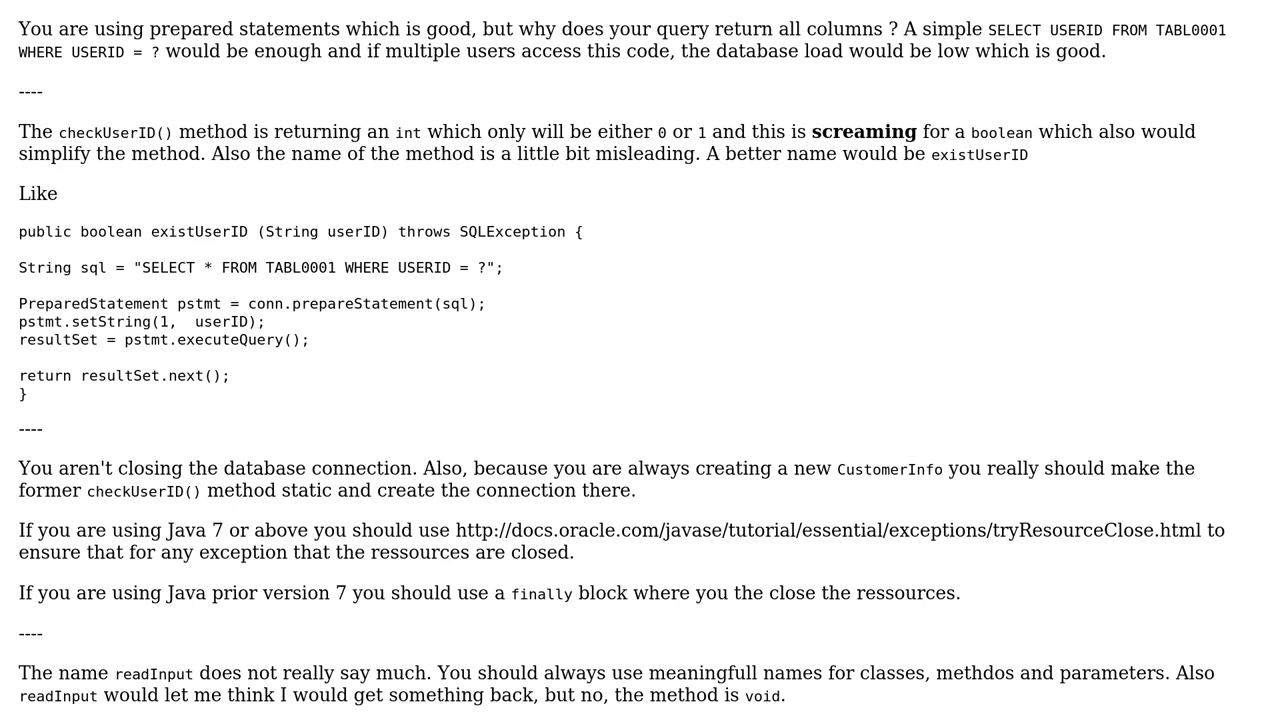 You are using prepared statements which is good, but why does your query return all columns ? A simple SELECT USERID FROM TABL0001
WHERE USERID = ? would be enough and if multiple users access this code, the database load would be low which is good.
----
The checkUserID() method is returning an int which only will be either 0 or 1 and this is screaming for a boolean which also would
simplify the method. Also the name of the method is a little bit misleading. A better name would be existUserID
Like
public boolean existUserID (String userID) throws SQLException {
String sql = "SELECT * FROM TABL0001 WHERE USERID = ?";
PreparedStatement pstmt = conn.prepareStatement(sql);
pstmt.setString(1,  userID);
resultSet = pstmt.executeQuery();
return resultSet.next();
}
----
You aren't closing the database connection. Also, because you are always creating a new CustomerInfo you really should make the
former checkUserID() method static and create the connection there.
If you are using Java 7 or above you should use http://docs.oracle.com/javase/tutorial/essential/exceptions/tryResourceClose.html to
ensure that for any exception that the ressources are closed.
If you are using Java prior version 7 you should use a finally block where you the close the ressources.
----
The name readInput does not really say much. You should always use meaningfull names for classes, methdos and parameters. Also
readInput would let me think I would get something back, but no, the method is void.